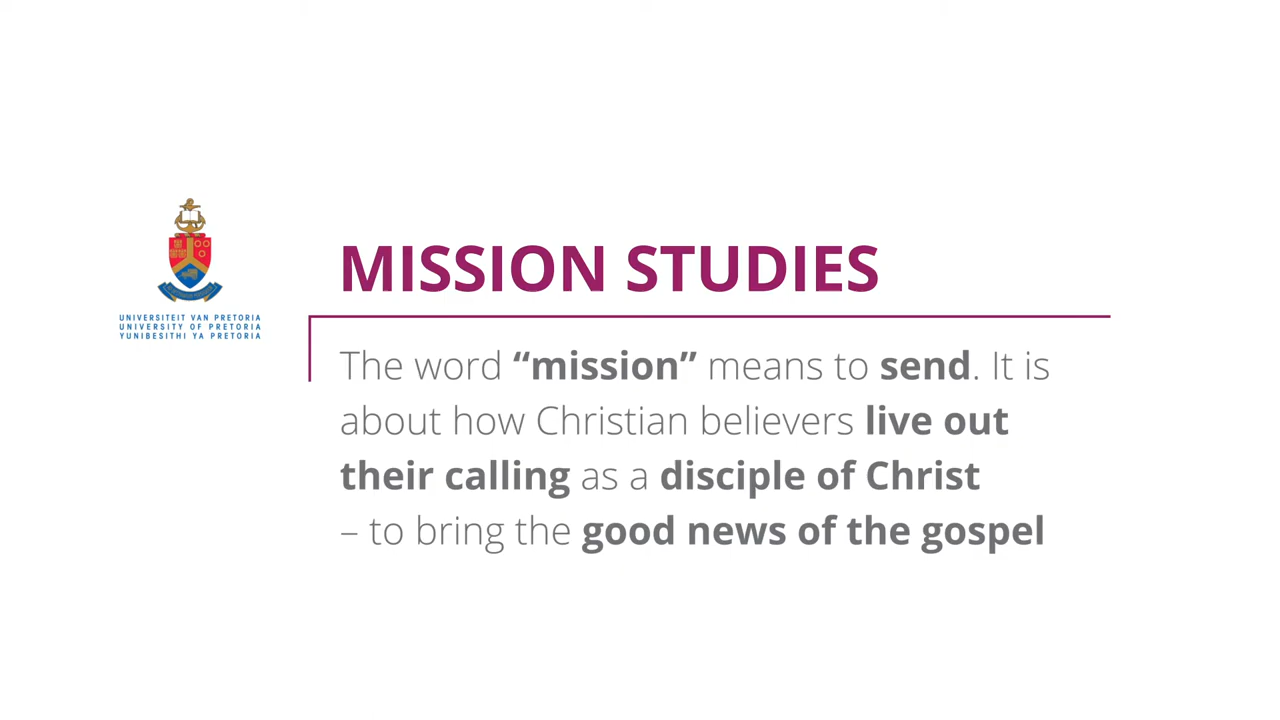 UNIVERSITEIT VAN PRETORIA
UNIVERSITY OF PRETORIA
YUNIBESITHI YA PRETORIA
MISSION STUDIES
The word “mission” means to send. It is
about how Christian believers live out
their calling as a disciple of Christ
– to bring the good news of the gospel